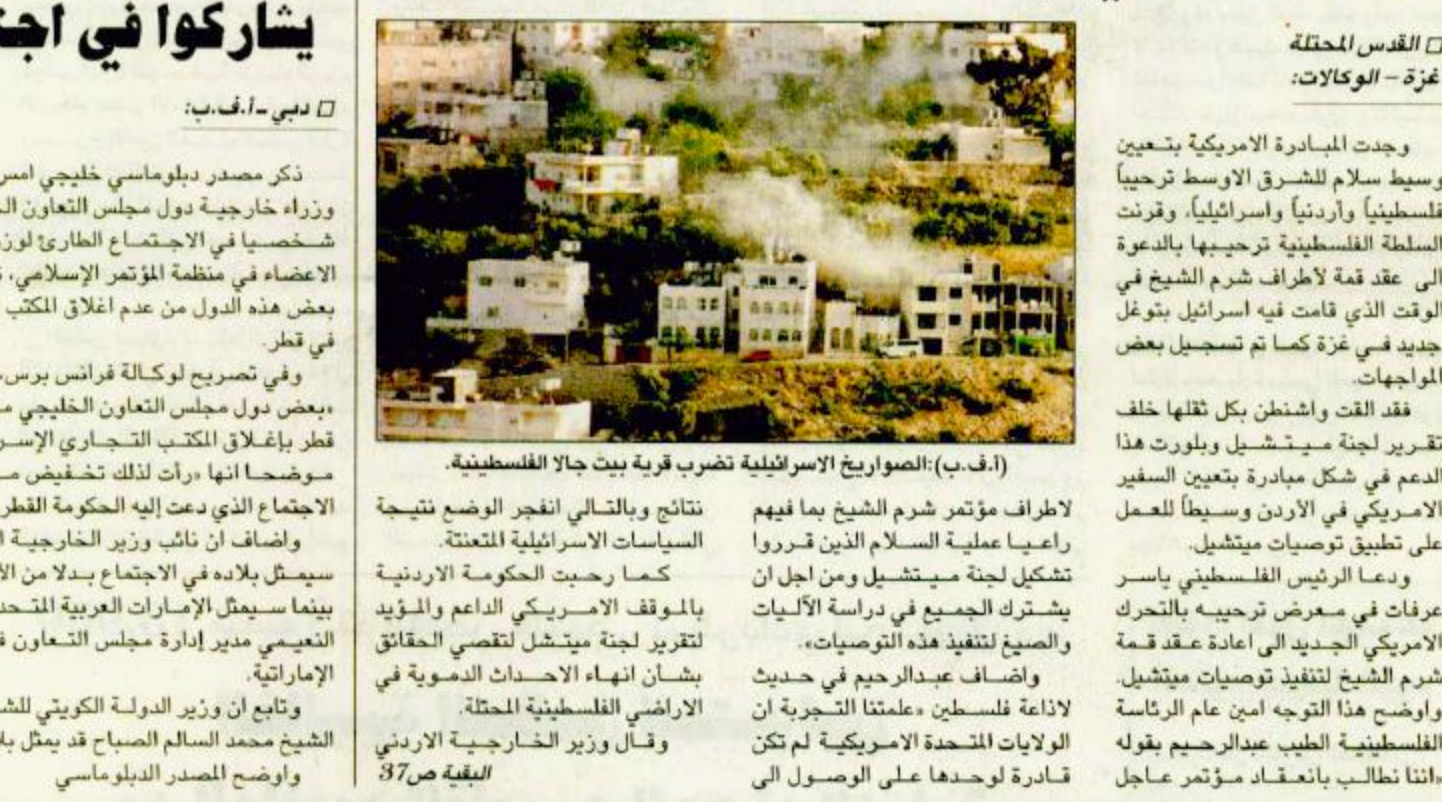 □ القدس المحتلة
غزة - الوكالات:
وجدت المبادرة الامريكية بتعيين
وسيط سلام للشرق الاوسط ترحيباً
فلسطينياً وأردنياً واسرائيلياً، وقرنت
السلطة الفلسطينية ترحيبها بالدعوة
الى عقد قمة لأطراف شرم الشيخ في
الوقت الذي قامت فيه اسرائيل بتوغل
جديد في غزة كما تم تسجيل بعض
المواجهات.
فقد القت واشنطن بكل ثقلها خلف
تقرير لجنة ميتشيل وبلورت هذا
الدعم في شكل مبادرة بتعيين السفير
الامريكي في الأردن وسيطاً للعمل
على تطبيق توصيات ميتشيل.
ودعا الرئيس الفلسطيني ياسر
عرفات في معرض ترحيبه بالتحرك
الامريكي الجديد الى اعادة عقد قمة
شرم الشيخ لتنفيذ توصيات ميتشيل.
واوضح هذا التوجه امين عام الرئاسة
الفلسطينية الطيب عبدالرحيم بقوله
«اننا نطالب بانعقاد مؤتمر عاجل
(أ.ف.ب):الصواريخ الاسرائيلية تضرب قرية بيت جالا الفلسطينية.
لاطراف مؤتمر شرم الشيخ بما فيهم
راعيا عملية السلام الذين قرروا
تشكيل لجنة ميتشيل ومن اجل ان
يشترك الجميع في دراسة الآليات
والصيغ لتنفيذ هذه التوصيات».
واضاف عبدالرحيم في حديث
لاذاعة فلسطين «علمتنا التجربة ان
الولايات المتحدة الامريكية لم تكن
قادرة لوحدها على الوصول الى
نتائج وبالتالي انفجر الوضع نتيجة
السياسات الاسرائيلية المتعنتة.
كما رحبت الحكومة الاردنية
بالموقف الامريكي الداعم والمؤيد
لتقرير لجنة ميتشل لتقصي الحقائق
بشأن انهاء الاحداث الدموية في
الاراضي الفلسطينية المحتلة.
وقال وزير الخارجية الاردني
البقية ص37
يشاركوا في
□ دبي - أ.ف.ب:
ذكر مصدر دبلوماسي خليجي امس
وزراء خارجية دول مجلس التعاون
شخصيا في الاجتماع الطارئ
الاعضاء في منظمة المؤتمر الإسلامي،
بعض هذه الدول من عدم اغلاق المكتب
في قطر.
وفي تصريح لوكالة فرانس برس،
«بعض دول مجلس التعاون الخليجي
قطر بإغلاق المكتب التجاري
موضحا انها «رأت لذلك تخفيض
الاجتماع الذي دعت إليه الحكومة
واضاف ان نائب وزير الخارجية
سيمثل بلاده في الاجتماع بدلا من
بينما سيمثل الإمارات العربية
النعيمي مدير إدارة مجلس التعاون
الإماراتية.
وتابع ان وزير الدولة الكويتي
الشيخ محمد السالم الصباح قد يمثل
واوضح المصدر الدبلوماسي